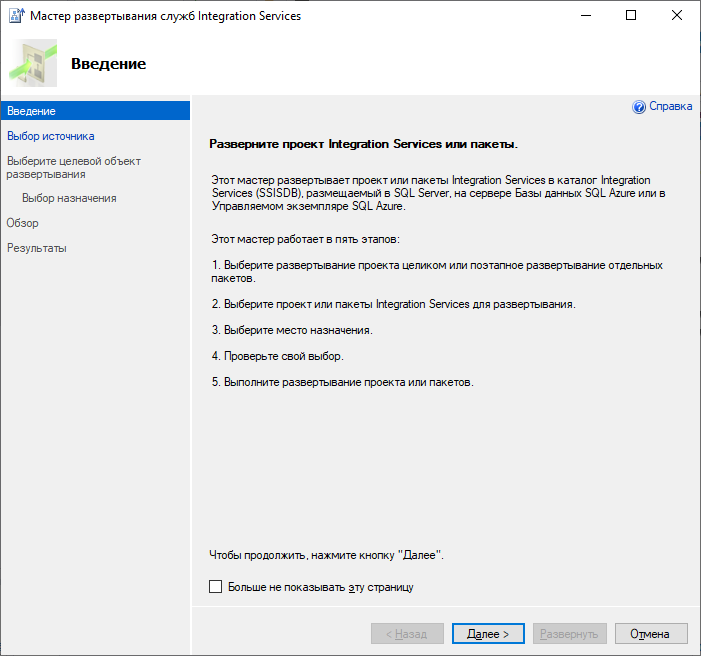 Мастер развертывания служб Integration Services
Введение
Введение
Выбор источника
Выберите целевой объект
развертывания
Выбор назначения
Обзор
Результаты
Справка
Разверните проект Integration Services или пакеты.
Этот мастер развертывает проект или пакеты Integration Services в каталог Integration
Services (SSISDB), размещаемый в SQL Server, на сервере Базы данных SQL Azure или в
Управляемом экземпляре SQL Azure.
Этот мастер работает в пять этапов:
1. Выберите развертывание проекта целиком или поэтапное развертывание отдельных
пакетов.
2. Выберите проект или пакеты Integration Services для развертывания.
3. Выберите место назначения.
4. Проверьте свой выбор.
5. Выполните развертывание проекта или пакетов.
Чтобы продолжить, нажмите кнопку "Далее".
Больше не показывать эту страницу
< Назад
Далее >
Развернуть
Отмена